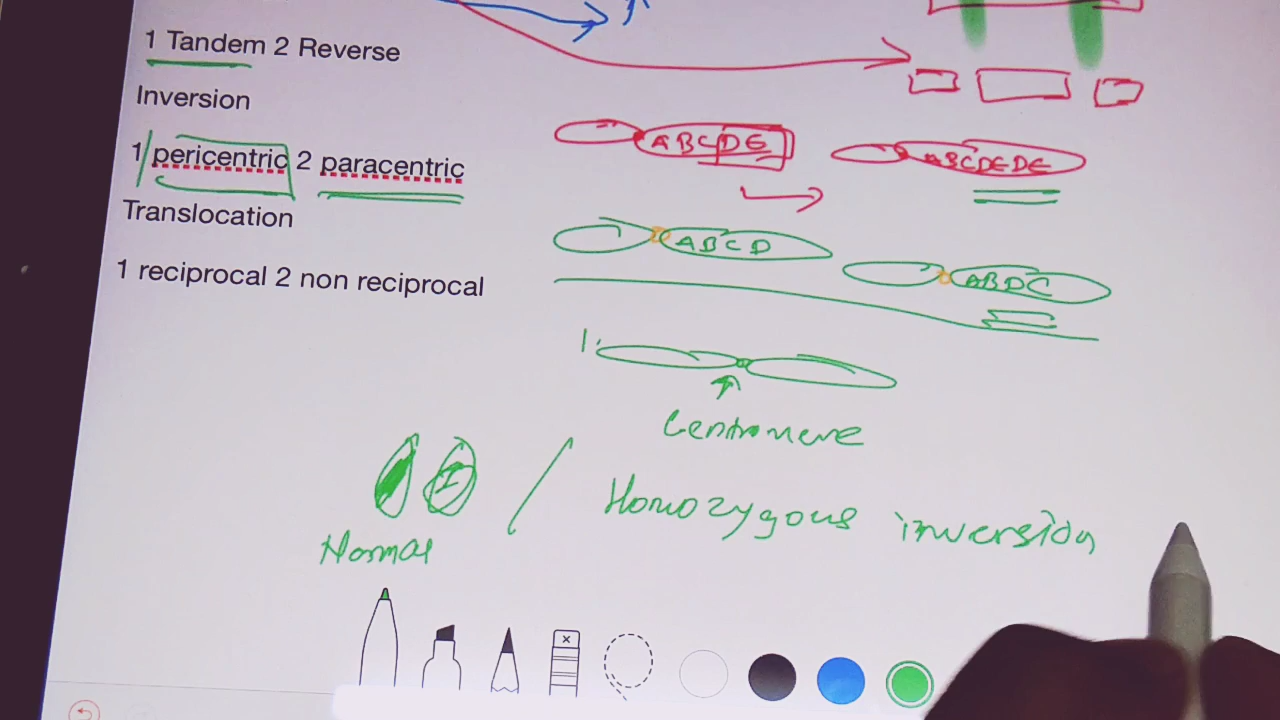 1 Tandem 2 Reverse
Inversion
1 pericentric 2 paracentric
Translocation
1 reciprocal 2 non reciprocal
ABCDE
ABCDEDE
ABCD
ABDC
1.
Centromere
I
Normal
Homozygous inversion
x